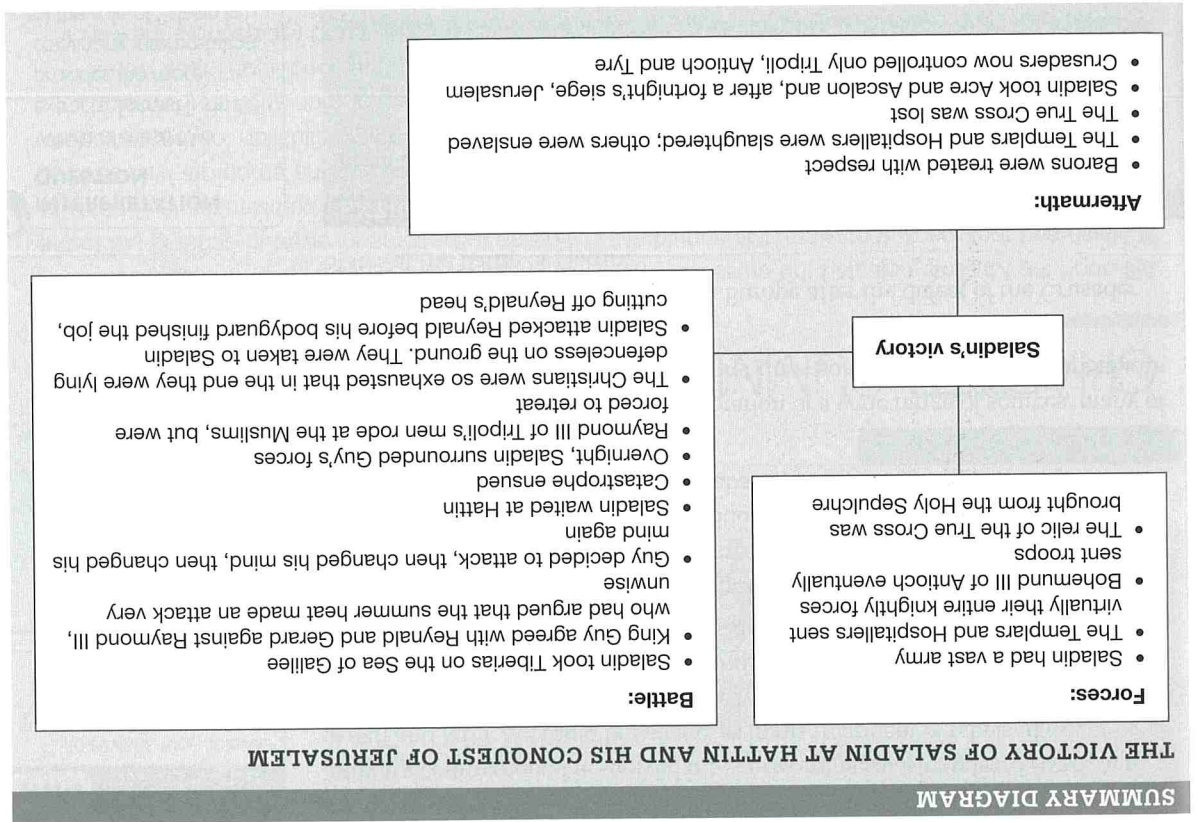 SUMMARY DIAGRAM
THE VICTORY OF SALADIN AT HATTIN AND HIS CONQUEST OF JERUSALEM
Forces:
• Saladin had a vast army
• The Templars and Hospitallers sent
virtually their entire knightly forces
• Bohemund III of Antioch eventually
sent troops
• The relic of the True Cross was
brought from the Holy Sepulchre
Battle:
• Saladin took Tiberias on the Sea of Galilee
• King Guy agreed with Reynald and Gerard against Raymond III,
who had argued that the summer heat made an attack very
unwise
• Guy decided to attack, then changed his mind, then changed his
mind again
• Saladin waited at Hattin
• Catastrophe ensued
• Overnight, Saladin surrounded Guy's forces
• Raymond III of Tripoli's men rode at the Muslims, but were
forced to retreat
• The Christians were so exhausted that in the end they were lying
defenceless on the ground. They were taken to Saladin
• Saladin attacked Reynald before his bodyguard finished the job,
cutting off Reynald's head
Saladin's victory
Aftermath:
• Barons were treated with respect
• The Templars and Hospitallers were slaughtered; others were enslaved
• The True Cross was lost
• Saladin took Acre and Ascalon and, after a fortnight's siege, Jerusalem
• Crusaders now controlled only Tripoli, Antioch and Tyre